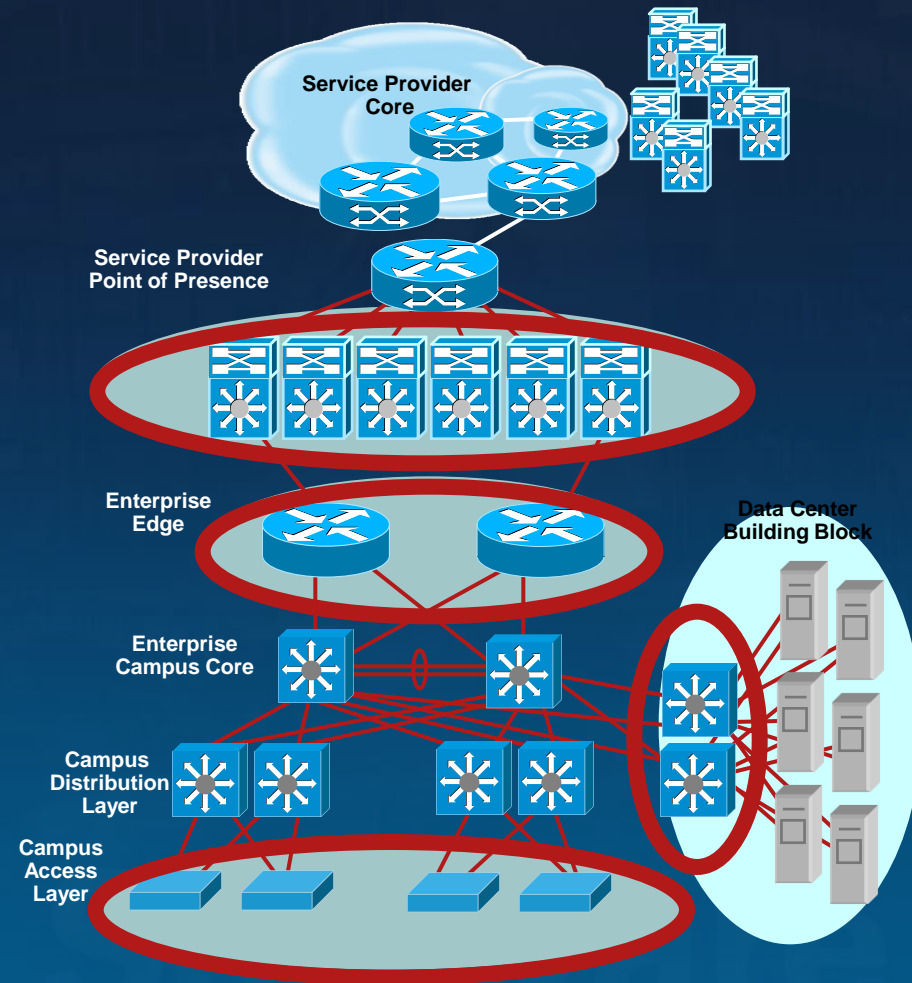 Service Provider
Core
Service Provider
Point of Presence
Enterprise
Edge
Data Center
Building Block
Enterprise
Campus Core
Campus
Distribution
Layer
Campus
Access
Layer